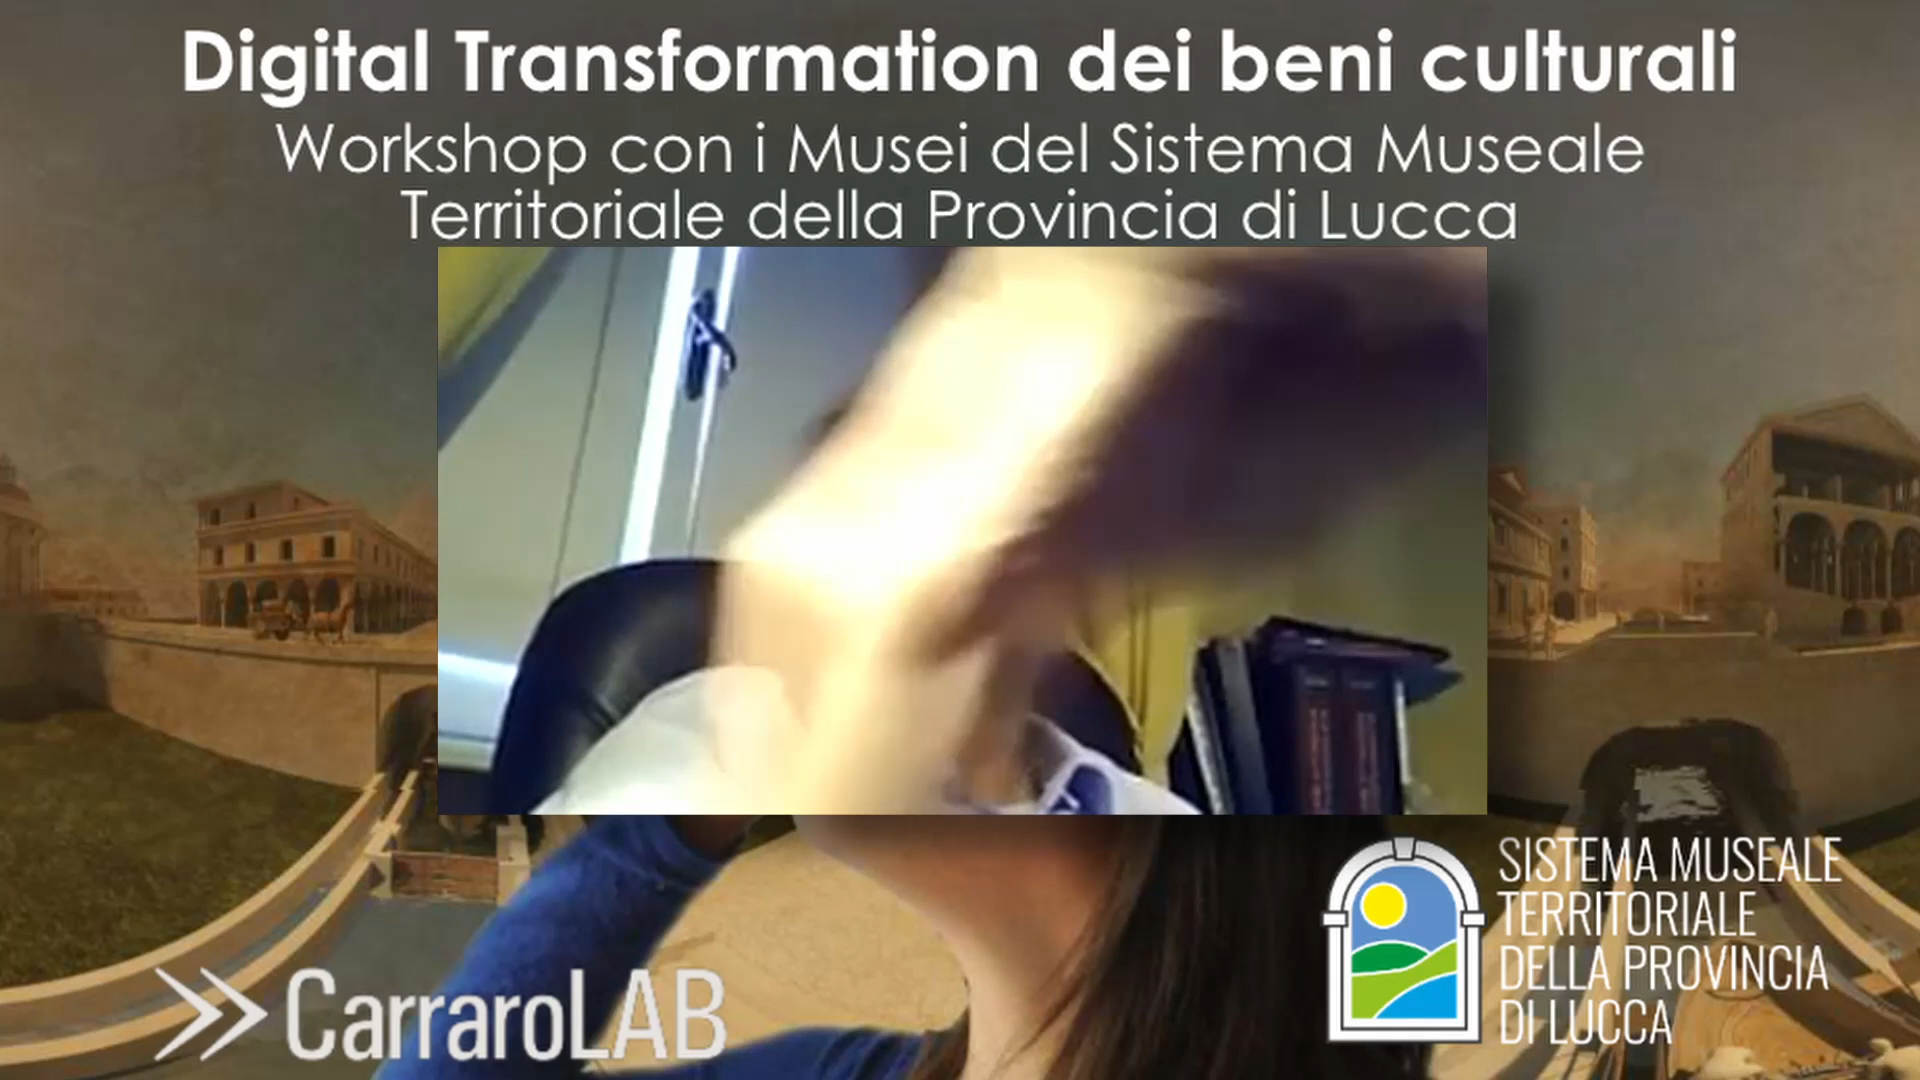 Digital Transformation dei beni culturali
Workshop con i Musei del Sistema Museale
Territoriale della Provincia di Lucca
CarraroLAB
SISTEMA MUSEALE
TERRITORIALE
DELLA PROVINCIA
DI LUCCA